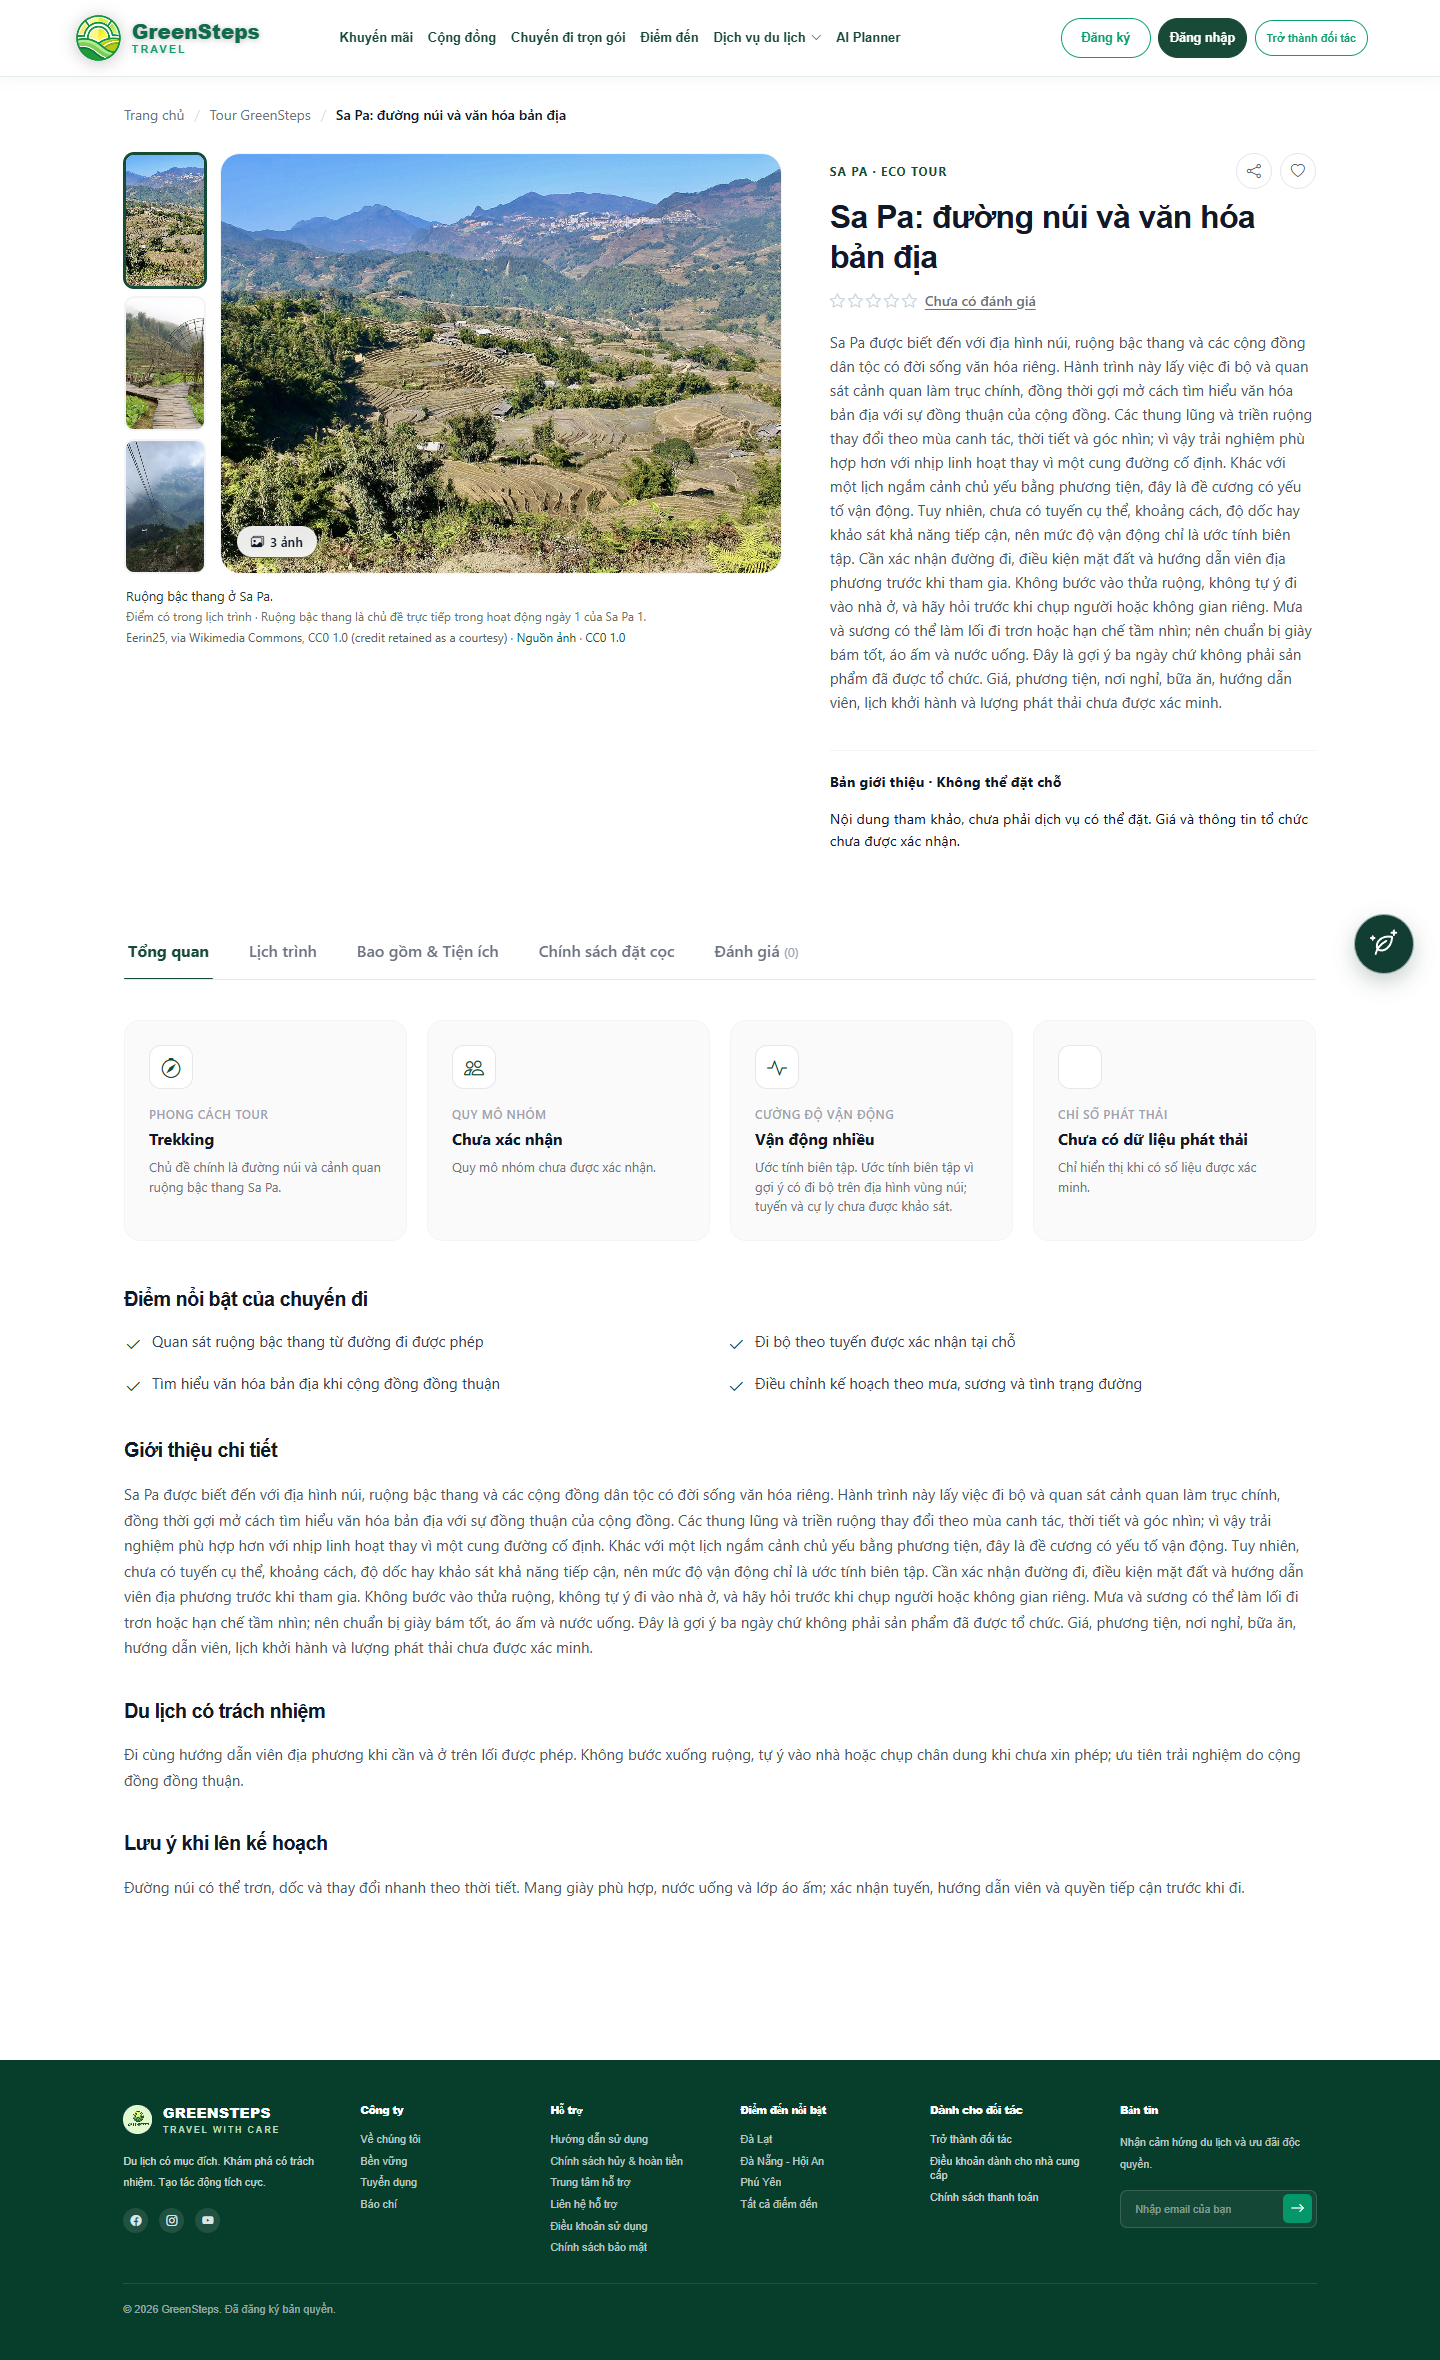 GreenSteps
TRAVEL
Khuyến mãi
Cộng đồng
Chuyến đi trọn gói
Điểm đến
Dịch vụ du lịch
AI Planner
Đăng ký
Đăng nhập
Trở thành đối tác
Trang chủ / Tour GreenSteps / Sa Pa: đường núi và văn hóa bản địa
3 ảnh
Ruộng bậc thang ở Sa Pa.
Điểm có trong lịch trình · Ruộng bậc thang là chủ đề trực tiếp trong hoạt động ngày 1 của Sa Pa 1.
Eerin25, via Wikimedia Commons, CC0 1.0 (credit retained as a courtesy) · Nguồn ảnh · CC0 1.0
SA PA · ECO TOUR
Sa Pa: đường núi và văn hóa
bản địa
Chưa có đánh giá
Sa Pa được biết đến với địa hình núi, ruộng bậc thang và các cộng đồng
dân tộc có đời sống văn hóa riêng. Hành trình này lấy việc đi bộ và quan
sát cảnh quan làm trục chính, đồng thời gợi mở cách tìm hiểu văn hóa
bản địa với sự đồng thuận của cộng đồng. Các thung lũng và triền ruộng
thay đổi theo mùa canh tác, thời tiết và góc nhìn; vì vậy trải nghiệm phù
hợp hơn với nhịp linh hoạt thay vì một cung đường cố định. Khác với
một lịch ngắm cảnh chủ yếu bằng phương tiện, đây là đề cương có yếu
tố vận động. Tuy nhiên, chưa có tuyến cụ thể, khoảng cách, độ dốc hay
khảo sát khả năng tiếp cận, nên mức độ vận động chỉ là ước tính biên
tập. Cần xác nhận đường đi, điều kiện mặt đất và hướng dẫn viên địa
phương trước khi tham gia. Không bước vào thửa ruộng, không tự ý đi
vào nhà ở, và hãy hỏi trước khi chụp người hoặc không gian riêng. Mưa
và sương có thể làm lối đi trơn hoặc hạn chế tầm nhìn; nên chuẩn bị giày
bám tốt, áo ấm và nước uống. Đây là gợi ý ba ngày chứ không phải sản
phẩm đã được tổ chức. Giá, phương tiện, nơi nghỉ, bữa ăn, hướng dẫn
viên, lịch khởi hành và lượng phát thải chưa được xác minh.
Bản giới thiệu · Không thể đặt chỗ
Nội dung tham khảo, chưa phải dịch vụ có thể đặt. Giá và thông tin tổ chức
chưa được xác nhận.
Tổng quan
Lịch trình
Bao gồm & Tiện ích
Chính sách đặt cọc
Đánh giá (0)
PHONG CÁCH TOUR
Trekking
Chủ đề chính là đường núi và cảnh quan
ruộng bậc thang Sa Pa.
QUY MÔ NHÓM
Chưa xác nhận
Quy mô nhóm chưa được xác nhận.
CƯỜNG ĐỘ VẬN ĐỘNG
Vận động nhiều
Ước tính biên tập. Ước tính biên tập vì
gợi ý có đi bộ trên địa hình vùng núi;
tuyến và cự ly chưa được khảo sát.
CHỈ SỐ PHÁT THẢI
Chưa có dữ liệu phát thải
Chỉ hiển thị khi có số liệu được xác
minh.
Điểm nổi bật của chuyến đi
Quan sát ruộng bậc thang từ đường đi được phép
Đi bộ theo tuyến được xác nhận tại chỗ
Tìm hiểu văn hóa bản địa khi cộng đồng đồng thuận
Điều chỉnh kế hoạch theo mưa, sương và tình trạng đường
Giới thiệu chi tiết
Sa Pa được biết đến với địa hình núi, ruộng bậc thang và các cộng đồng dân tộc có đời sống văn hóa riêng. Hành trình này lấy việc đi bộ và quan sát cảnh quan làm trục chính,
đồng thời gợi mở cách tìm hiểu văn hóa bản địa với sự đồng thuận của cộng đồng. Các thung lũng và triền ruộng thay đổi theo mùa canh tác, thời tiết và góc nhìn; vì vậy trải
nghiệm phù hợp hơn với nhịp linh hoạt thay vì một cung đường cố định. Khác với một lịch ngắm cảnh chủ yếu bằng phương tiện, đây là đề cương có yếu tố vận động. Tuy nhiên,
chưa có tuyến cụ thể, khoảng cách, độ dốc hay khảo sát khả năng tiếp cận, nên mức độ vận động chỉ là ước tính biên tập. Cần xác nhận đường đi, điều kiện mặt đất và hướng dẫn
viên địa phương trước khi tham gia. Không bước vào thửa ruộng, không tự ý đi vào nhà ở, và hãy hỏi trước khi chụp người hoặc không gian riêng. Mưa và sương có thể làm lối đi
trơn hoặc hạn chế tầm nhìn; nên chuẩn bị giày bám tốt, áo ấm và nước uống. Đây là gợi ý ba ngày chứ không phải sản phẩm đã được tổ chức. Giá, phương tiện, nơi nghỉ, bữa ăn,
hướng dẫn viên, lịch khởi hành và lượng phát thải chưa được xác minh.
Du lịch có trách nhiệm
Đi cùng hướng dẫn viên địa phương khi cần và ở trên lối được phép. Không bước xuống ruộng, tự ý vào nhà hoặc chụp chân dung khi chưa xin phép; ưu tiên trải nghiệm do cộng
đồng đồng thuận.
Lưu ý khi lên kế hoạch
Đường núi có thể trơn, dốc và thay đổi nhanh theo thời tiết. Mang giày phù hợp, nước uống và lớp áo ấm; xác nhận tuyến, hướng dẫn viên và quyền tiếp cận trước khi đi.
GREENSTEPS
TRAVEL WITH CARE
Du lịch có mục đích. Khám phá có trách
nhiệm. Tạo tác động tích cực.
Công ty
Về chúng tôi
Bền vững
Tuyển dụng
Báo chí
Hỗ trợ
Hướng dẫn sử dụng
Chính sách hủy & hoàn tiền
Trung tâm hỗ trợ
Liên hệ hỗ trợ
Điều khoản sử dụng
Chính sách bảo mật
Điểm đến nổi bật
Đà Lạt
Đà Nẵng - Hội An
Phú Yên
Tất cả điểm đến
Dành cho đối tác
Trở thành đối tác
Điều khoản dành cho nhà cung
cấp
Chính sách thanh toán
Bản tin
Nhận cảm hứng du lịch và ưu đãi độc
quyền.
Nhập email của bạn
© 2026 GreenSteps. Đã đăng ký bản quyền.